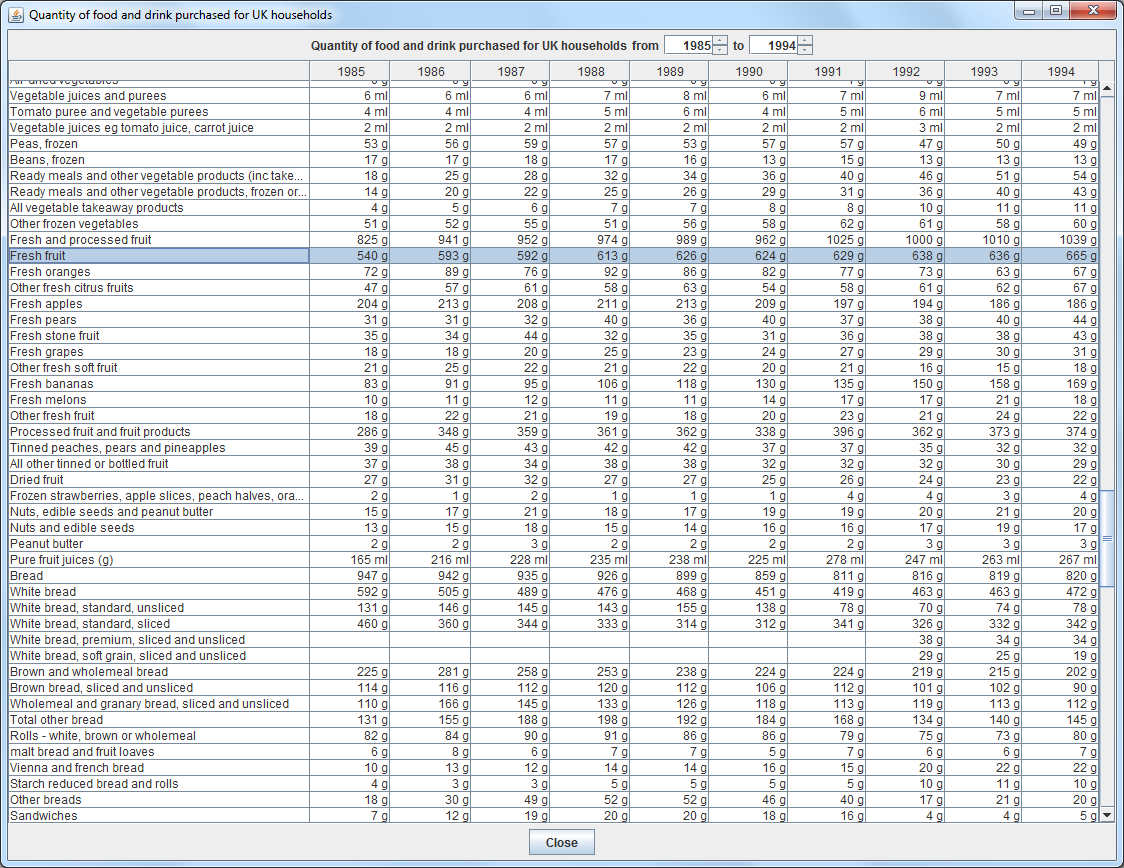 Quantity of food and drink purchased for UK households
Quantity of food and drink purchased for UK households from 1985 to 1994
1985 1986 1987 1988 1989 1990 1991 1992 1993 1994
Vegetable juices and purees 6 ml 6 ml 6 ml 7 ml 8 ml 6 ml 7 ml 9 ml 7 ml 7 ml
Tomato puree and vegetable purees 4 ml 4 ml 4 ml 5 ml 6 ml 4 ml 5 ml 6 ml 5 ml 5 ml
Vegetable juices eg tomato juice, carrot juice 2 ml 2 ml 2 ml 2 ml 2 ml 2 ml 2 ml 3 ml 2 ml 2 ml
Peas, frozen 53 g 56 g 59 g 57 g 53 g 57 g 57 g 47 g 50 g 49 g
Beans, frozen 17 g 17 g 18 g 17 g 16 g 13 g 15 g 13 g 13 g 13 g
Ready meals and other vegetable products (inc take... 18 g 25 g 28 g 32 g 34 g 36 g 40 g 46 g 51 g 54 g
Ready meals and other vegetable products, frozen or... 14 g 20 g 22 g 25 g 26 g 29 g 31 g 36 g 40 g 43 g
All vegetable takeaway products 4 g 5 g 6 g 7 g 7 g 8 g 8 g 10 g 11 g 11 g
Other frozen vegetables 51 g 52 g 55 g 51 g 56 g 58 g 62 g 61 g 58 g 60 g
Fresh and processed fruit 825 g 941 g 952 g 974 g 989 g 962 g 1025 g 1000 g 1010 g 1039 g
Fresh fruit 540 g 593 g 592 g 613 g 626 g 624 g 629 g 638 g 636 g 665 g
Fresh oranges 72 g 89 g 76 g 92 g 86 g 82 g 77 g 73 g 63 g 67 g
Other fresh citrus fruits 47 g 57 g 61 g 58 g 63 g 54 g 58 g 61 g 62 g 67 g
Fresh apples 204 g 213 g 208 g 211 g 213 g 209 g 197 g 194 g 186 g 186 g
Fresh pears 31 g 31 g 32 g 40 g 36 g 40 g 37 g 38 g 40 g 44 g
Fresh stone fruit 35 g 34 g 44 g 32 g 35 g 31 g 36 g 38 g 38 g 43 g
Fresh grapes 18 g 18 g 20 g 25 g 23 g 24 g 27 g 29 g 30 g 31 g
Other fresh soft fruit 21 g 25 g 22 g 21 g 22 g 20 g 21 g 16 g 15 g 18 g
Fresh bananas 83 g 91 g 95 g 106 g 118 g 130 g 135 g 150 g 158 g 169 g
Fresh melons 10 g 11 g 12 g 11 g 11 g 14 g 17 g 17 g 21 g 18 g
Other fresh fruit 18 g 22 g 21 g 19 g 18 g 20 g 23 g 21 g 24 g 22 g
Processed fruit and fruit products 286 g 348 g 359 g 361 g 362 g 338 g 396 g 362 g 373 g 374 g
Tinned peaches, pears and pineapples 39 g 45 g 43 g 42 g 42 g 37 g 37 g 35 g 32 g 32 g
All other tinned or bottled fruit 37 g 38 g 34 g 38 g 38 g 32 g 32 g 32 g 30 g 29 g
Dried fruit 27 g 31 g 32 g 27 g 27 g 25 g 26 g 24 g 23 g 22 g
Frozen strawberries, apple slices, peach halves, ora... 2 g 1 g 2 g 1 g 1 g 1 g 4 g 4 g 3 g 4 g
Nuts, edible seeds and peanut butter 15 g 17 g 21 g 18 g 17 g 19 g 19 g 20 g 21 g 20 g
Nuts and edible seeds 13 g 15 g 18 g 15 g 14 g 16 g 16 g 17 g 19 g 17 g
Peanut butter 2 g 2 g 3 g 2 g 2 g 2 g 2 g 3 g 3 g 3 g
Pure fruit juices (g) 165 ml 216 ml 228 ml 235 ml 238 ml 225 ml 278 ml 247 ml 263 ml 267 ml
Bread 947 g 942 g 935 g 926 g 899 g 859 g 811 g 816 g 819 g 820 g
White bread 592 g 505 g 489 g 476 g 468 g 451 g 419 g 463 g 463 g 472 g
White bread, standard, unsliced 131 g 146 g 145 g 143 g 155 g 138 g 78 g 70 g 74 g 78 g
White bread, standard, sliced 460 g 360 g 344 g 333 g 314 g 312 g 341 g 326 g 332 g 342 g
White bread, premium, sliced and unsliced 38 g 34 g 34 g
White bread, soft grain, sliced and unsliced 29 g 25 g 19 g
Brown and wholemeal bread 225 g 281 g 258 g 253 g 238 g 224 g 224 g 219 g 215 g 202 g
Brown bread, sliced and unsliced 114 g 116 g 112 g 120 g 112 g 106 g 112 g 101 g 102 g 90 g
Wholemeal and granary bread, sliced and unsliced 110 g 166 g 145 g 133 g 126 g 118 g 113 g 119 g 113 g 112 g
Total other bread 131 g 155 g 188 g 198 g 192 g 184 g 168 g 134 g 140 g 145 g
Rolls - white, brown or wholemeal 82 g 84 g 90 g 91 g 86 g 86 g 79 g 75 g 73 g 80 g
malt bread and fruit loaves 6 g 8 g 6 g 7 g 7 g 5 g 7 g 6 g 6 g 7 g
Vienna and french bread 10 g 13 g 12 g 14 g 14 g 16 g 15 g 20 g 22 g 22 g
Starch reduced bread and rolls 4 g 3 g 3 g 5 g 5 g 5 g 5 g 10 g 11 g 10 g
Other breads 18 g 30 g 49 g 52 g 52 g 46 g 40 g 17 g 21 g 20 g
Sandwiches 7 g 12 g 19 g 20 g 20 g 18 g 16 g 4 g 4 g 5 g
Close